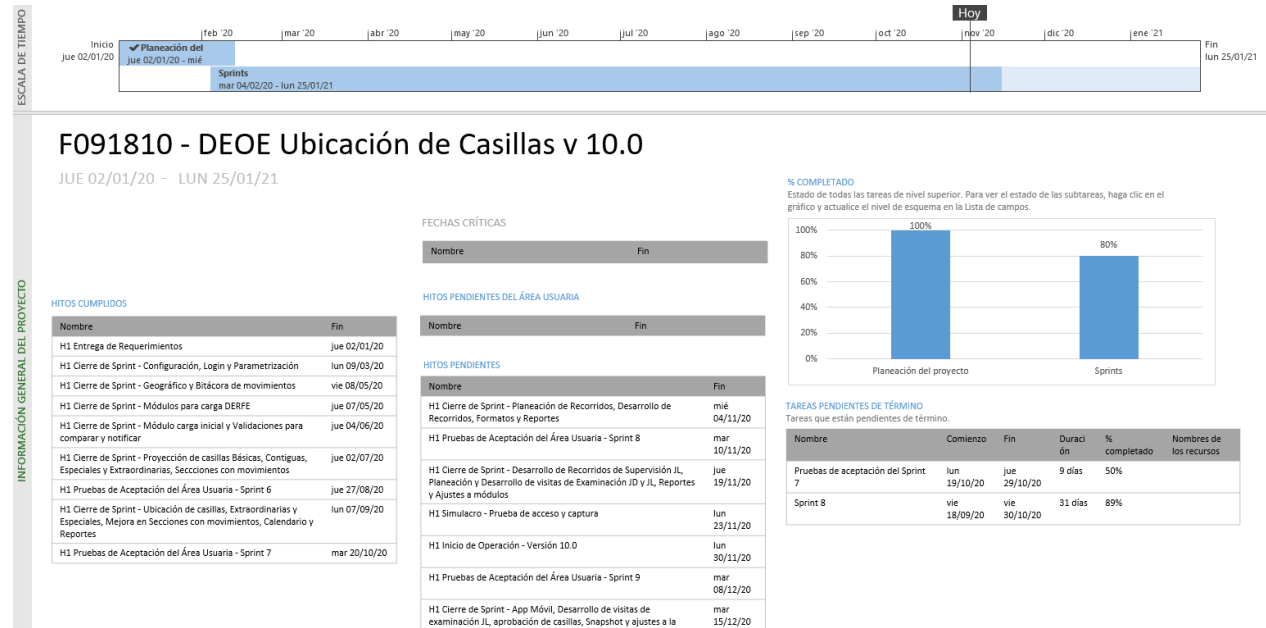 ESCALA DE TIEMPO
Hoy
feb '20
mar '20
abr '20
may '20
jun '20
jul '20
ago '20
sep '20
oct '20
nov '20
dic '20
ene '21
Inicio
jue 02/01/20
✔ Planeación del
jue 02/01/20 - mié
Sprints
mar 04/02/20 - lun 25/01/21
Fin
lun 25/01/21
INFORMACIÓN GENERAL DEL PROYECTO
F091810 - DEOE Ubicación de Casillas v 10.0
JUE 02/01/20 - LUN 25/01/21
HITOS CUMPLIDOS
Nombre Fin
H1 Entrega de Requerimientos jue 02/01/20
H1 Cierre de Sprint - Configuración, Login y Parametrización lun 09/03/20
H1 Cierre de Sprint - Geográfico y Bitácora de movimientos vie 08/05/20
H1 Cierre de Sprint - Módulos para carga DERFE jue 07/05/20
H1 Cierre de Sprint - Módulo carga inicial y Validaciones para jue 04/06/20
comparar y notificar
H1 Cierre de Sprint - Proyección de casillas Básicas, Contiguas, jue 02/07/20
Especiales y Extraordinarias, Seccciones con movimientos
H1 Pruebas de Aceptación del Área Usuaria - Sprint 6 jue 27/08/20
H1 Cierre de Sprint - Ubicación de casillas, Extraordinarias y lun 07/09/20
Especiales, Mejora en Secciones con movimientos, Calendario y
Reportes
H1 Pruebas de Aceptación del Área Usuaria - Sprint 7 mar 20/10/20
FECHAS CRÍTICAS
Nombre Fin
HITOS PENDIENTES DEL ÁREA USUARIA
Nombre Fin
HITOS PENDIENTES
Nombre Fin
H1 Cierre de Sprint - Planeación de Recorridos, Desarrollo de mié
Recorridos, Formatos y Reportes 04/11/20
H1 Pruebas de Aceptación del Área Usuaria - Sprint 8 mar
10/11/20
H1 Cierre de Sprint - Desarrollo de Recorridos de Supervisión JL, jue
Planeación y Desarrollo de visitas de Examinación JD y JL, Reportes 19/11/20
y Ajustes a módulos
H1 Simulacro - Prueba de acceso y captura lun
23/11/20
H1 Inicio de Operación - Versión 10.0 lun
30/11/20
H1 Pruebas de Aceptación del Área Usuaria - Sprint 9 mar
08/12/20
H1 Cierre de Sprint - App Móvil, Desarrollo de visitas de mar
examinación JL, aprobación de casillas, Snapshot y ajustes a la 15/12/20
% COMPLETADO
Estado de todas las tareas de nivel superior. Para ver el estado de las subtareas, haga clic en el
gráfico y actualice el nivel de esquema en la Lista de campos.
100%
80%
60%
40%
20%
0%
100%
80%
Planeación del proyecto
Sprints
TAREAS PENDIENTES DE TÉRMINO
Tareas que están pendientes de término.
Nombre Comienzo Fin Duraci % Nombres de
ón completado los recursos
Pruebas de aceptación del Sprint lun jue 9 días 50%
7 19/10/20 29/10/20
Sprint 8 vie vie 31 días 89%
18/09/20 30/10/20